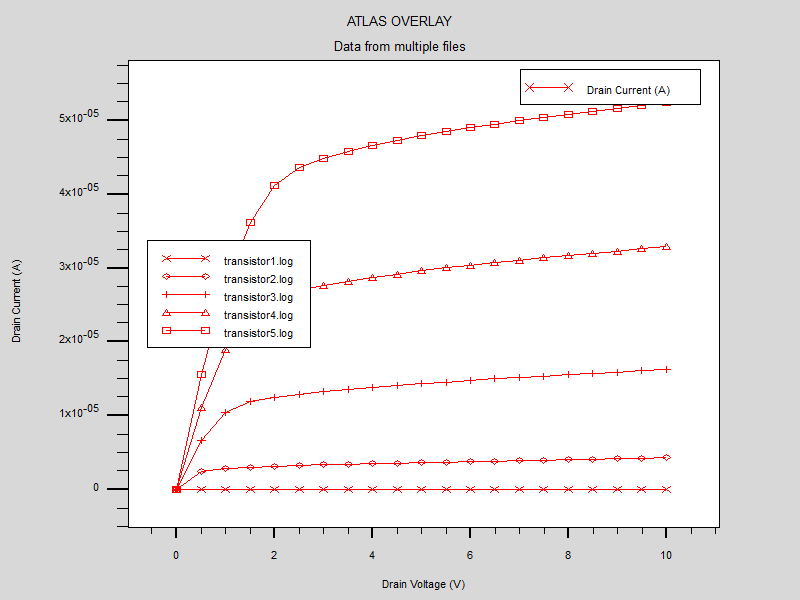 ATLAS OVERLAY
Data from multiple files
Drain Current (A)
5x10-05
4x10-05
3x10-05
2x10-05
1x10-05
0
Drain Current (A)
transistor1.log
transistor2.log
transistor3.log
transistor4.log
transistor5.log
0 2 4 6 8 10
Drain Voltage (V)